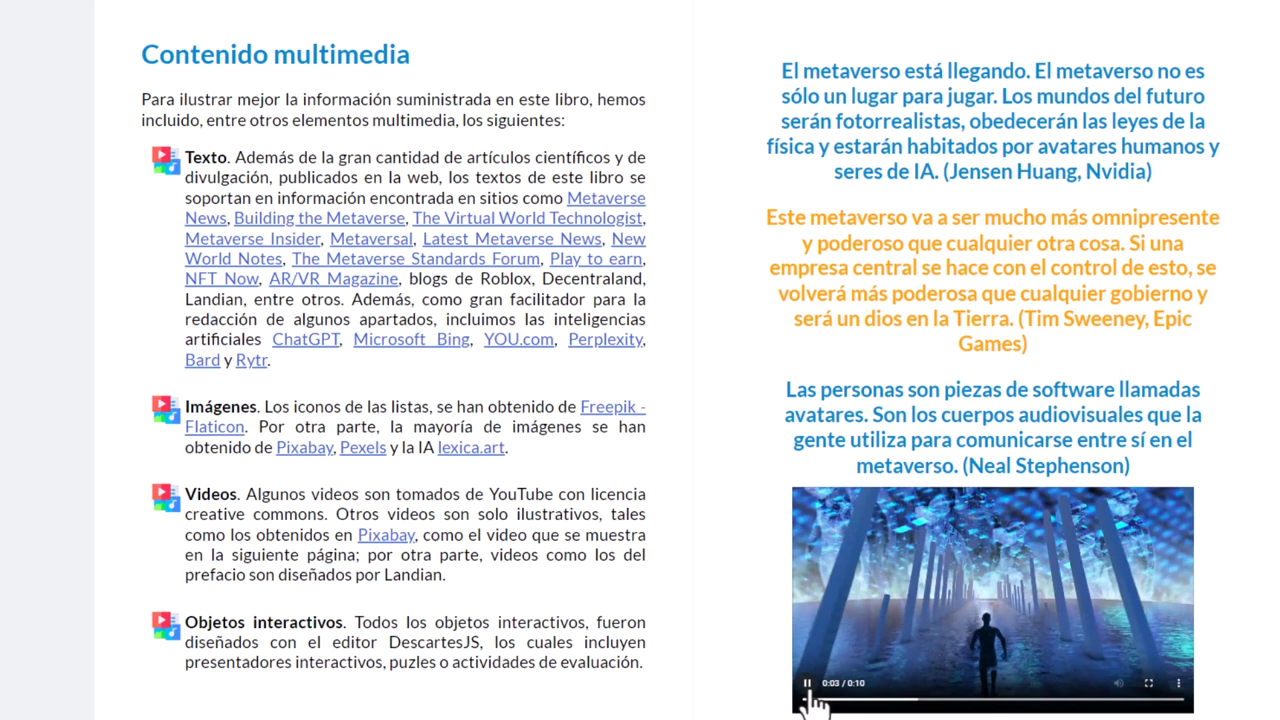 Contenido multimedia
Para ilustrar mejor la información suministrada en este libro, hemos
incluido, entre otros elementos multimedia, los siguientes:
Texto. Además de la gran cantidad de artículos científicos y de
divulgación, publicados en la web, los textos de este libro se
soportan en información encontrada en sitios como Metaverse
News, Building the Metaverse, The Virtual World Technologist,
Metaverse Insider, Metaversal, Latest Metaverse News, New
World Notes, The Metaverse Standards Forum, Play to earn,
NFT Now, AR/VR Magazine, blogs de Roblox, Decentraland,
Landian, entre otros. Además, como gran facilitador para la
redacción de algunos apartados, incluimos las inteligencias
artificiales ChatGPT, Microsoft Bing, YOU.com, Perplexity,
Bard y Rytr.
Imágenes. Los iconos de las listas, se han obtenido de Freepik -
Flaticon. Por otra parte, la mayoría de imágenes se han
obtenido de Pixabay, Pexels y la IA lexica.art.
Videos. Algunos videos son tomados de YouTube con licencia
creative commons. Otros videos son solo ilustrativos, tales
como los obtenidos en Pixabay, como el video que se muestra
en la siguiente página; por otra parte, videos como los del
prefacio son diseñados por Landian.
Objetos interactivos. Todos los objetos interactivos, fueron
diseñados con el editor DescartesJS, los cuales incluyen
presentadores interactivos, puzles o actividades de evaluación.
El metaverso está llegando. El metaverso no es
sólo un lugar para jugar. Los mundos del futuro
serán fotorrealistas, obedecerán las leyes de la
física y estarán habitados por avatares humanos y
seres de IA. (Jensen Huang, Nvidia)
Este metaverso va a ser mucho más omnipresente
y poderoso que cualquier otra cosa. Si una
empresa central se hace con el control de esto, se
volverá más poderosa que cualquier gobierno y
será un dios en la Tierra. (Tim Sweeney, Epic
Games)
Las personas son piezas de software llamadas
avatares. Son los cuerpos audiovisuales que la
gente utiliza para comunicarse entre sí en el
metaverso. (Neal Stephenson)
0:03 / 0:10